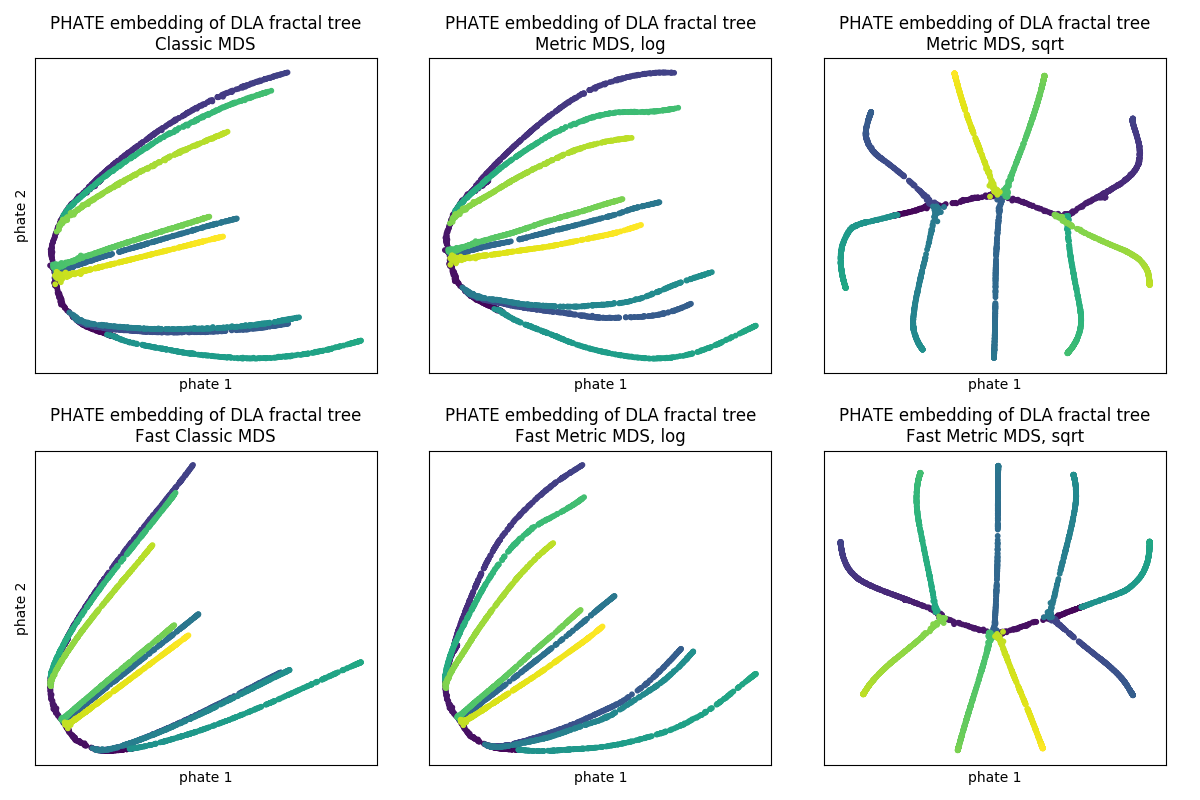 PHATE embedding of DLA fractal tree
Classic MDS
phate 2
phate 1
PHATE embedding of DLA fractal tree
Metric MDS, log
phate 1
PHATE embedding of DLA fractal tree
Metric MDS, sqrt
phate 1
PHATE embedding of DLA fractal tree
Fast Classic MDS
phate 2
phate 1
PHATE embedding of DLA fractal tree
Fast Metric MDS, log
phate 1
PHATE embedding of DLA fractal tree
Fast Metric MDS, sqrt
phate 1